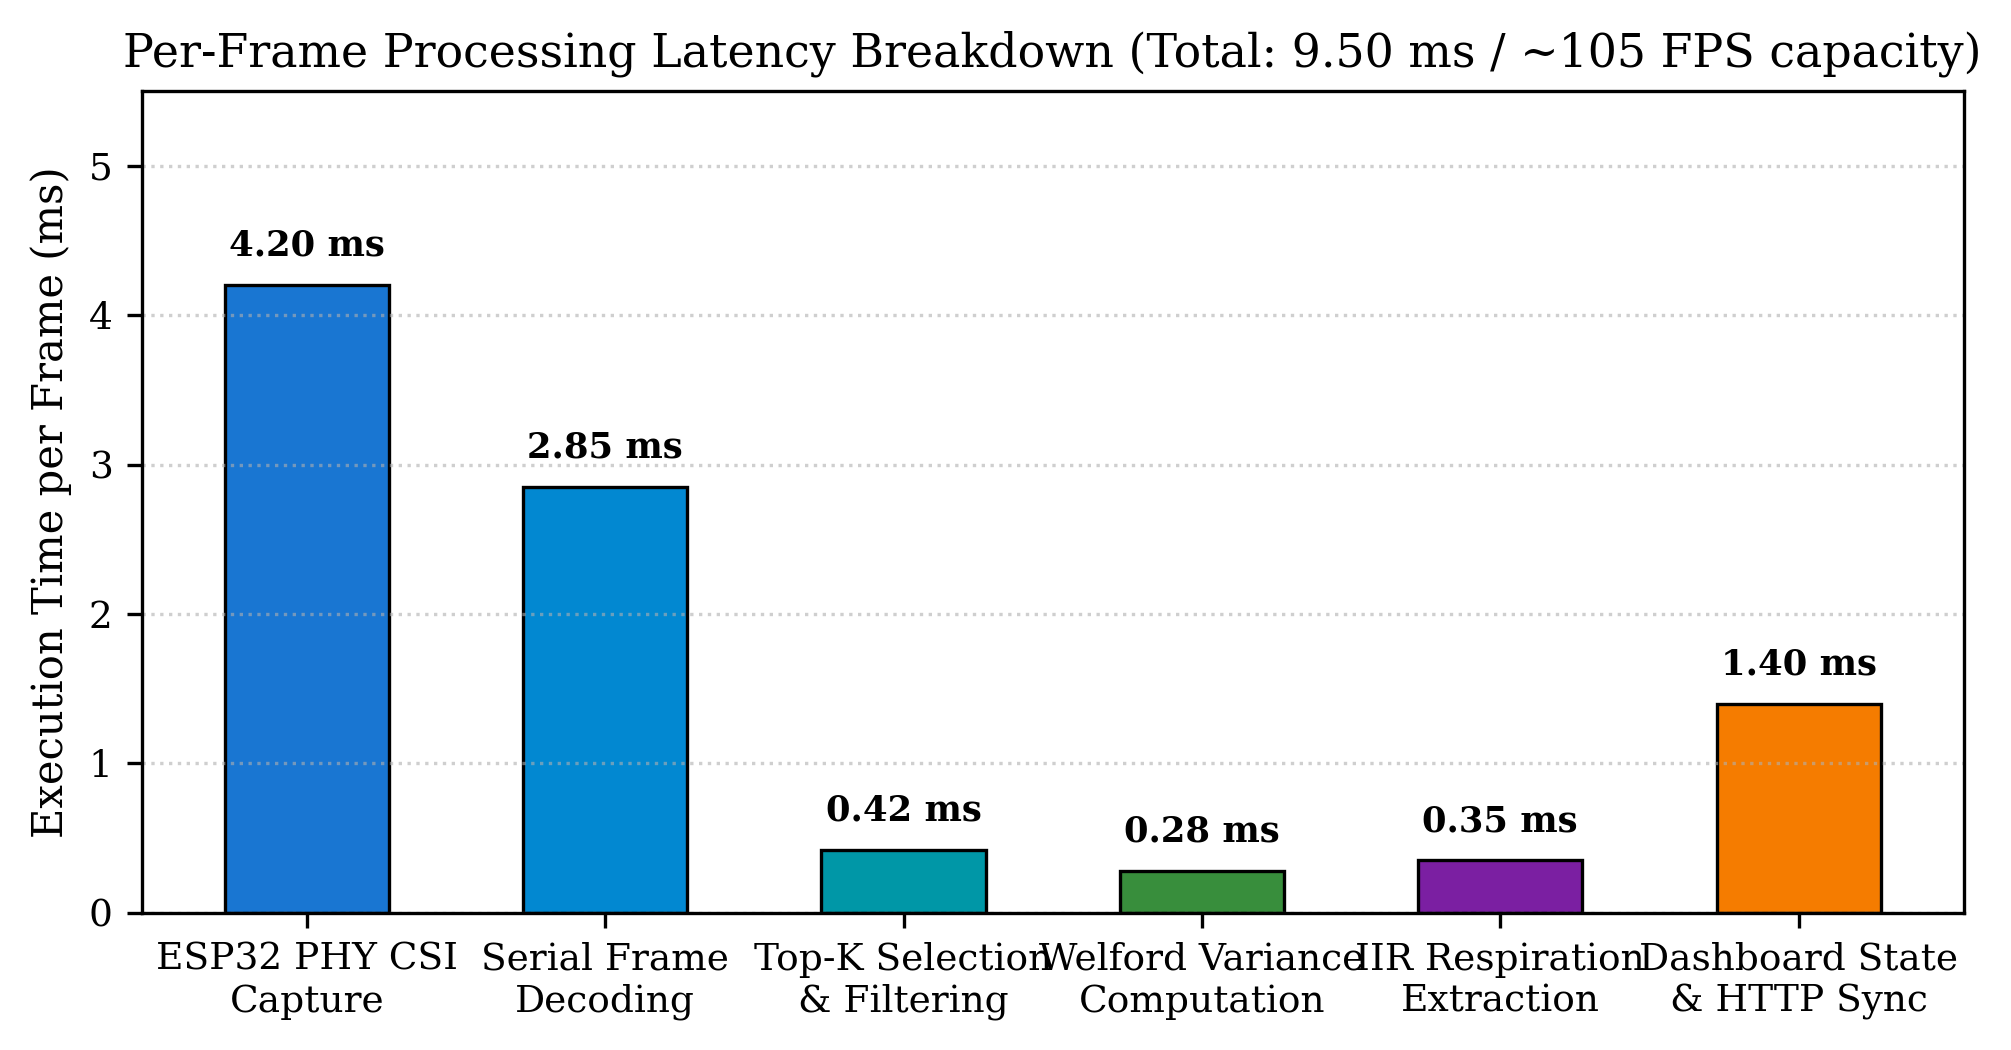 Per-Frame Processing Latency Breakdown (Total: 9.50 ms / ~105 FPS capacity)
Execution Time per Frame (ms)
5
4
3
2
1
0
4.20 ms
2.85 ms
0.42 ms
0.28 ms
0.35 ms
1.40 ms
ESP32 PHY CSI
Capture
Serial Frame
Decoding
Top-K Selection
& Filtering
Welford Variance
Computation
IIR Respiration
Extraction
Dashboard State
& HTTP Sync